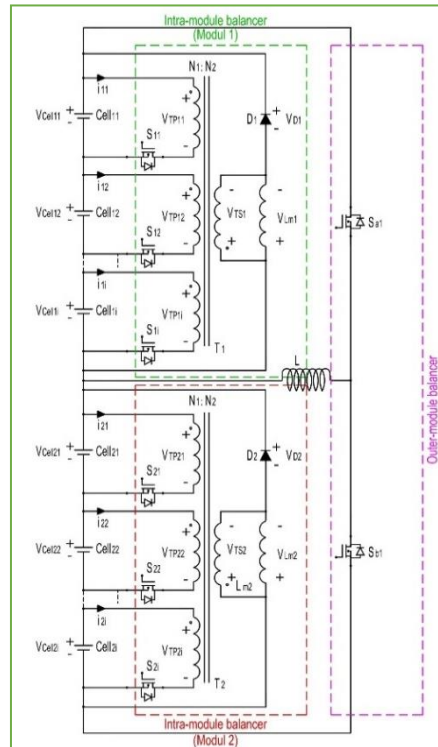 Intra-module balancer
(Modul 1)
N1: N2
i11
S11
VTP11
VCell11
Cell11
D1
VD1
i12
S12
VTP12
VCell12
Cell12
VTS1
VLm1
Sa1
VCell1i
Cell1i
VTP1i
S1i
T1
L
Outer-module balancer
N1: N2
i21
S21
VTP21
VCell21
Cell21
D2
VD2
i22
S22
VTP22
VCell22
Cell22
VTS2
Lm2
VLm2
SB1
i2i
VCell2i
Cell2i
VTP2i
S2i
T2
Intra-module balancer
(Modul 2)